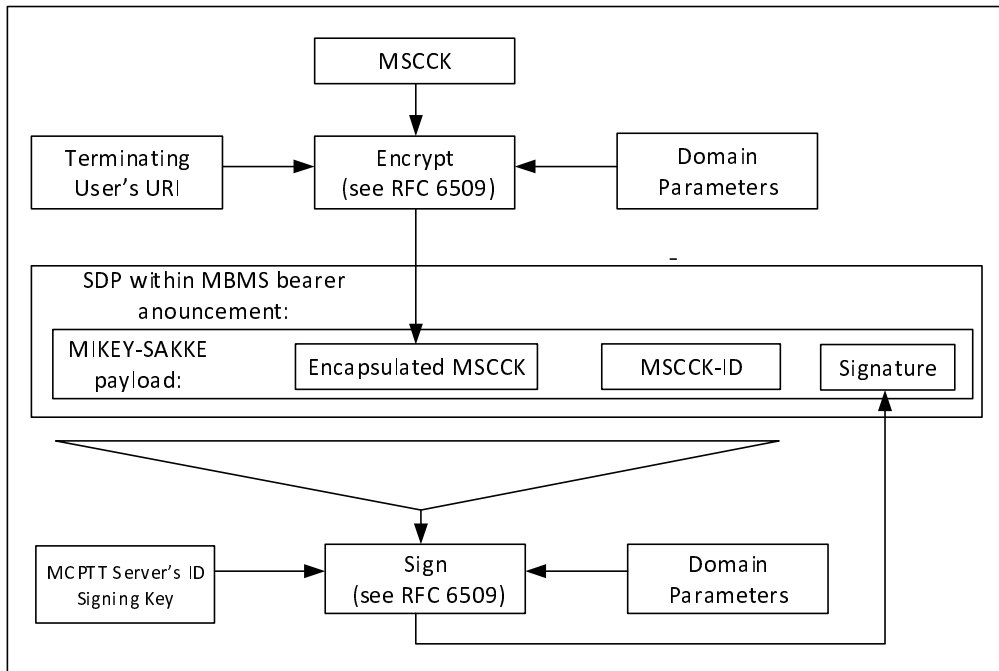 MSCCK
Terminating
User's URI
Encrypt
(see RFC 6509)
Domain
Parameters
SDP within MBMS bearer
anouncement:
MIKEY-SAKKE
payload:
Encapsulated MSCCK
MSCCK-ID
Signature
MCPTT Server's ID
Signing Key
Sign
(see RFC 6509)
Domain
Parameters